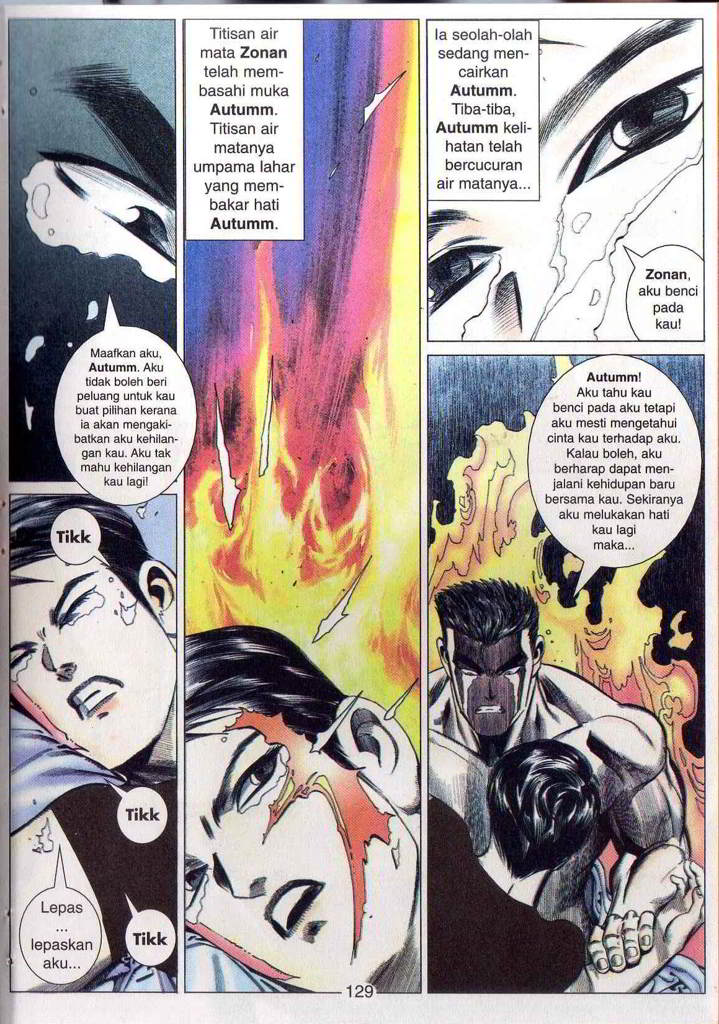 Maafkan aku,
Autumm. Aku
tidak boleh beri
peluang untuk kau
buat pilihan kerana
ia akan mengaki-
batkan aku kehilan-
gan kau. Aku tak
mahu kehilangan
kau lagi!
Tikk
Tikk
Lepas
...
lepaskan
aku...
Tikk
Titisan air
mata Zonan
telah mem-
basahi muka
Autumm.
Titisan air
matanya
umpama lahar
yang mem-
bakar hati
Autumm.
Ia seolah-olah
sedang men-
cairkan
Autumm.
Tiba-tiba,
Autumm keli-
hatan telah
bercucuran
air matanya...
Zonan,
aku benci
pada
kau!
Autumm!
Aku tahu kau
benci pada aku tetapi
aku mesti mengetahui
cinta kau terhadap aku.
Kalau boleh, aku
berharap dapat men-
jalani kehidupan baru
bersama kau. Sekiranya
aku melukakan hati
kau lagi
maka...
129